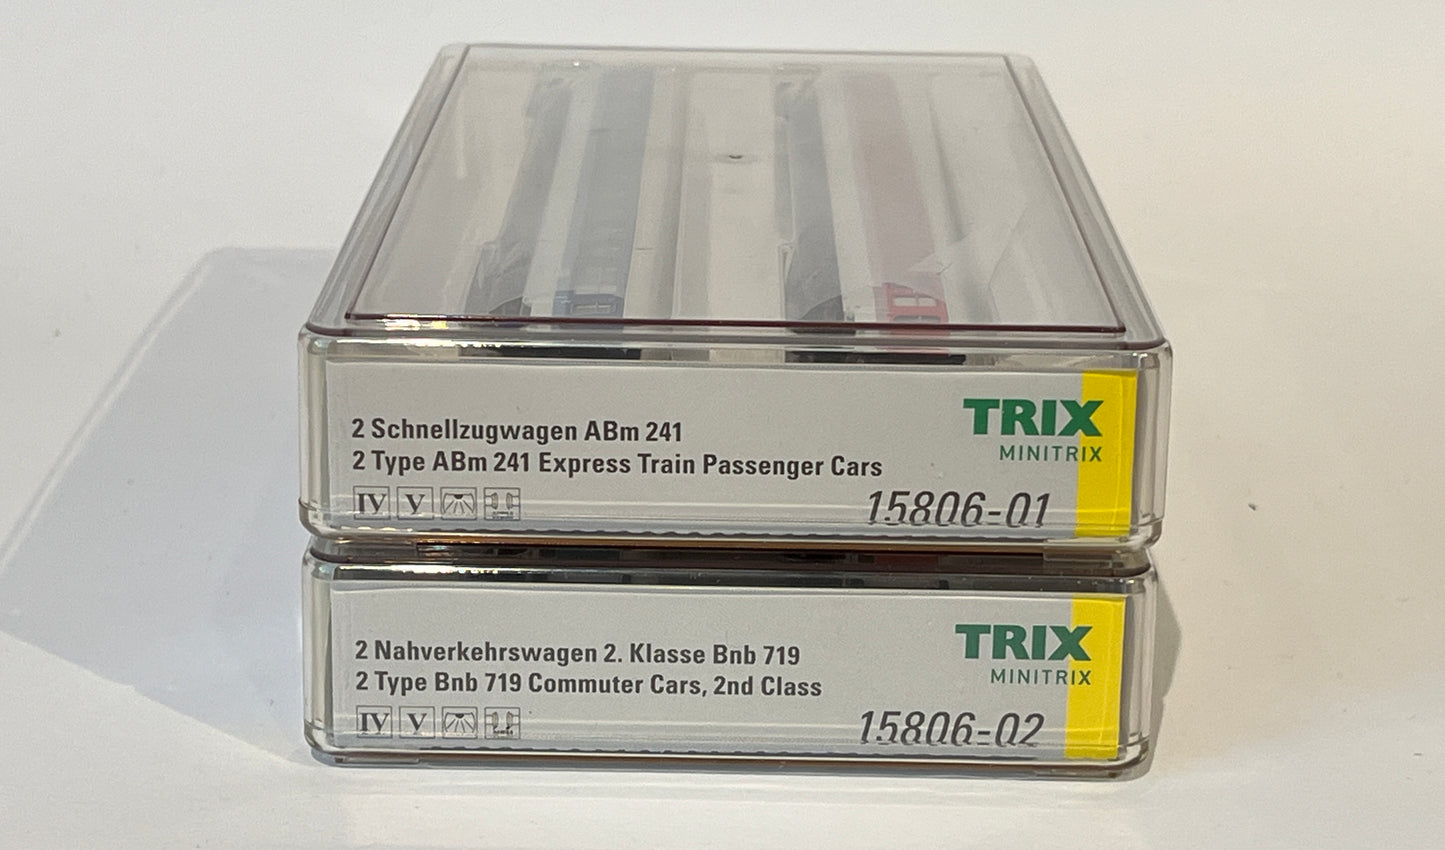 2 Schnellzugwagen ABm 241
2 Type ABm 241 Express Train Passenger Cars
IV V
TRIX
MINITRIX
15806-01
2 Nahverkehrswagen 2. Klasse Bnb 719
2 Type Bnb 719 Commuter Cars, 2nd Class
IV V
TRIX
MINITRIX
15806-02